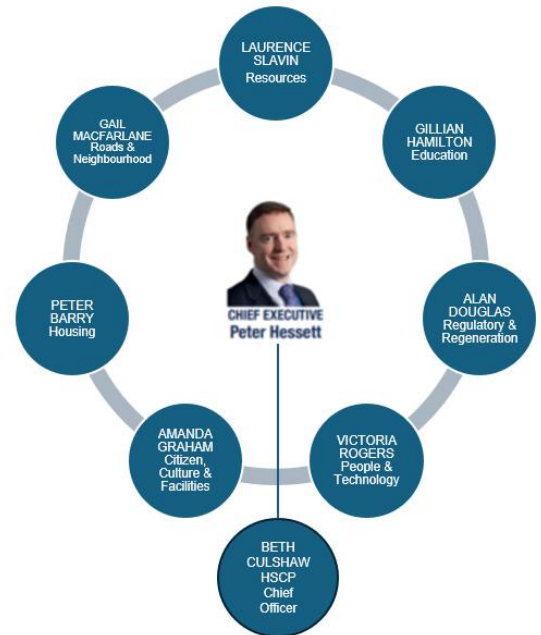 LAURENCE
SLAVIN
Resources
GAIL
MACFARLANE
Roads &
Neighbourhood
GILLIAN
HAMILTON
Education
CHIEF EXECUTIVE
Peter Hessett
PETER
BARRY
Housing
ALAN
DOUGLAS
Regulatory &
Regeneration
AMANDA
GRAHAM
Citizen,
Culture &
Facilities
VICTORIA
ROGERS
People &
Technology
BETH
CULSHAW
HSCP
Chief
Officer